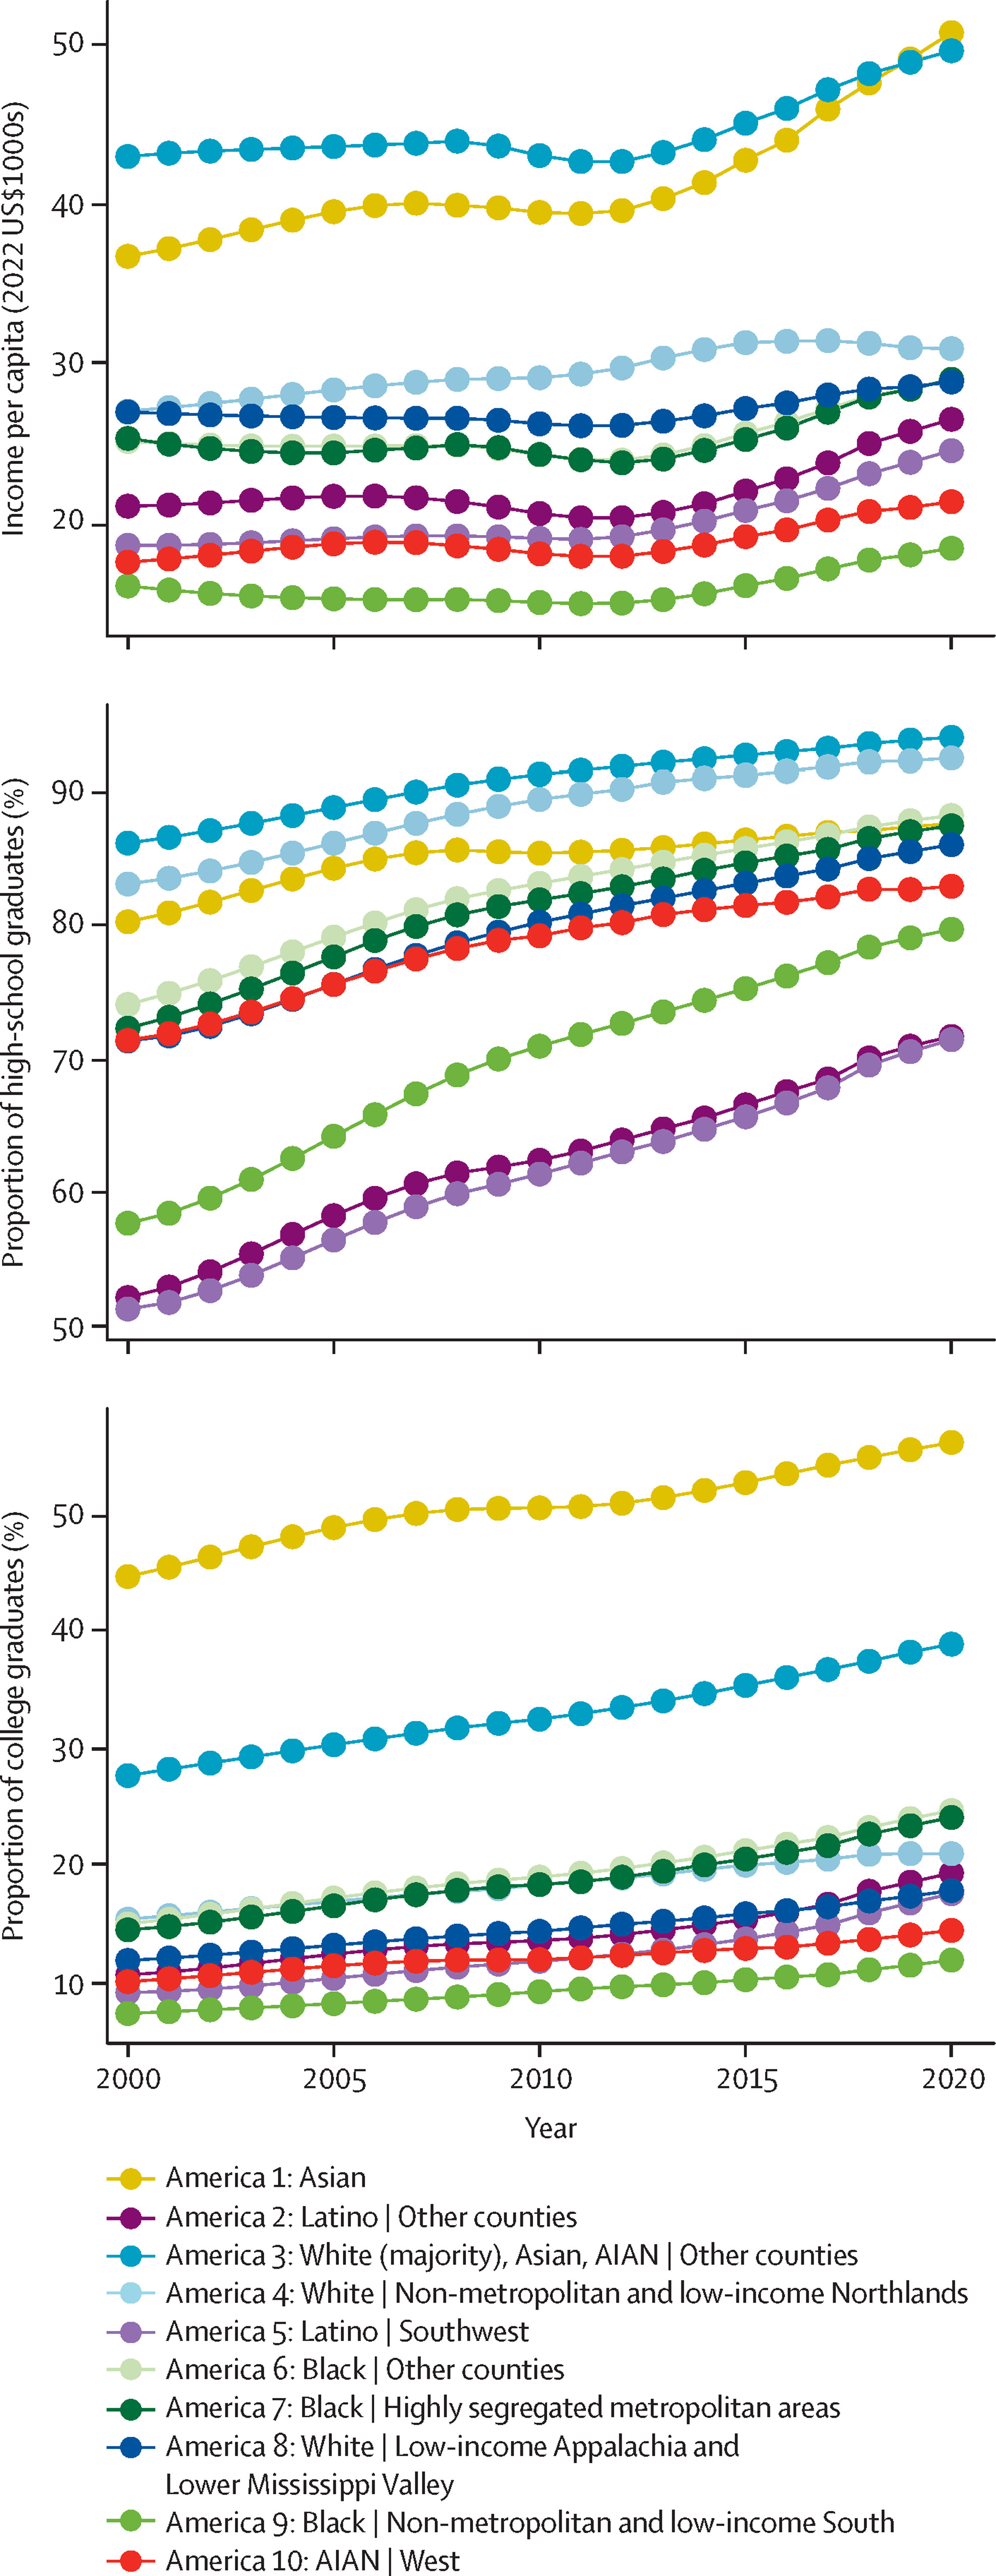 Income per capita (2022 US$1000s)
50
40
30
20
Proportion of high-school graduates (%)
90
80
70
60
50
Proportion of college graduates (%)
50
40
30
20
10
2000 2005 2010 2015 2020
Year
America 1: Asian
America 2: Latino | Other counties
America 3: White (majority), Asian, AIAN | Other counties
America 4: White | Non-metropolitan and low-income Northlands
America 5: Latino | Southwest
America 6: Black | Other counties
America 7: Black | Highly segregated metropolitan areas
America 8: White | Low-income Appalachia and
Lower Mississippi Valley
America 9: Black | Non-metropolitan and low-income South
America 10: AIAN | West